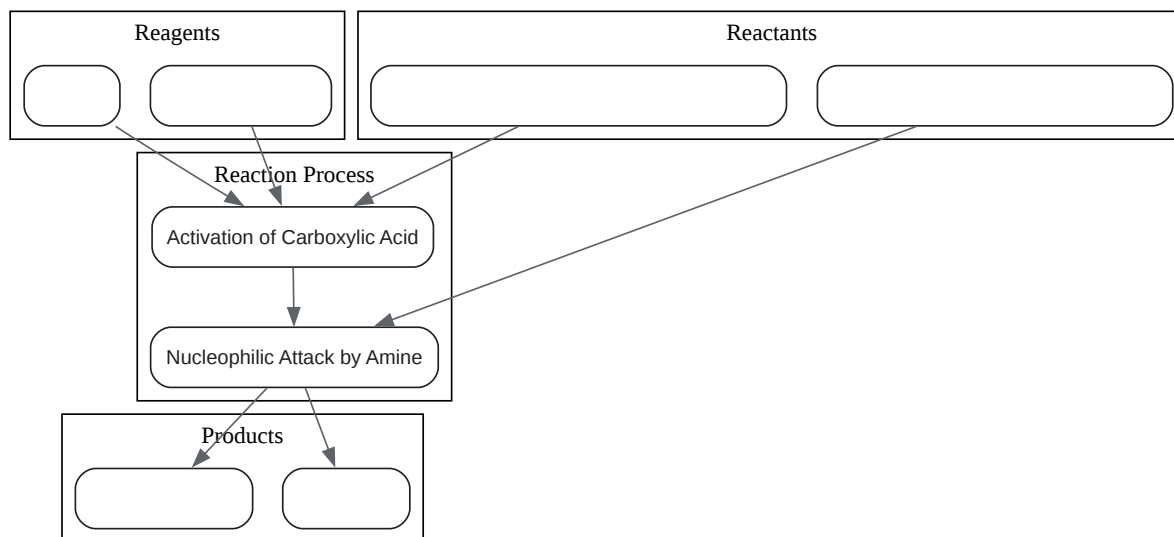 Reagents
Reactants
Reaction Process
Activation of Carboxylic Acid
Nucleophilic Attack by Amine
Products